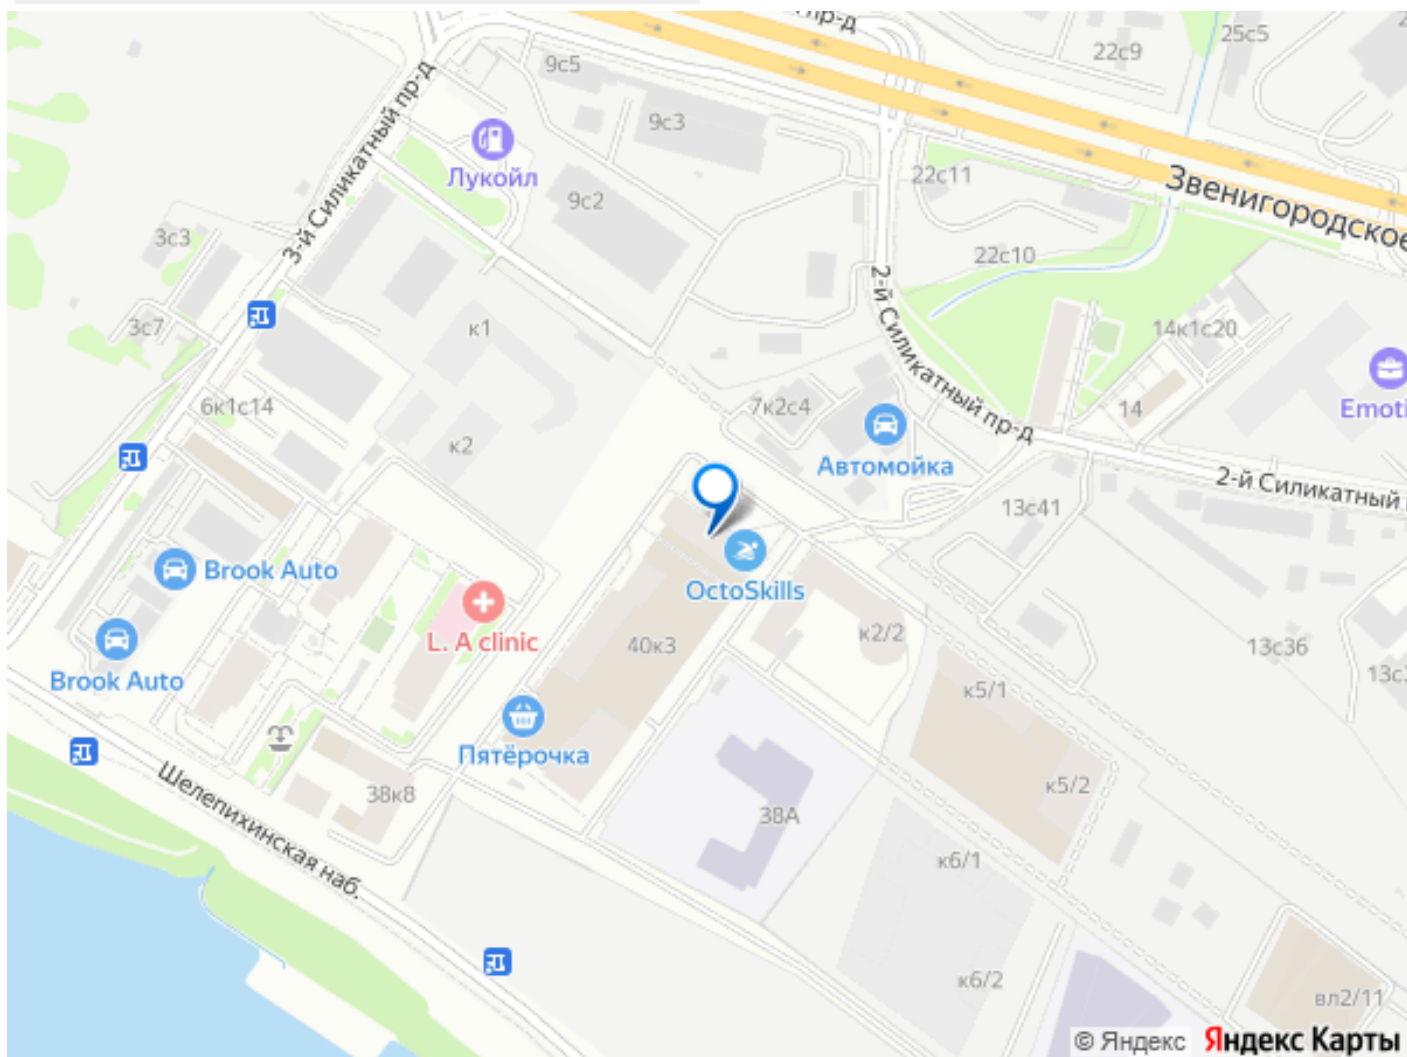 пр-д
25с5
22с9
9с5
3-й Силикатный пр-д
9с3
Лукойл
22с11
Звенигородское
9с2
3с3
22с10
2-й Силикатный пр-д
3с7
к1
14к1с20
6к1с14
7к2с4
14
Emoti
к2
Автомойка
2-й Силикатный
13с41
Brook Auto
OctoSkills
L. A clinic
40к3
к2/2
13с36
Brook Auto
13с
к5/1
Пятёрочка
к5/2
Шелепихинская наб.
38к8
38А
к6/1
к6/2
вл2/11
© Яндекс Яндекс Карты